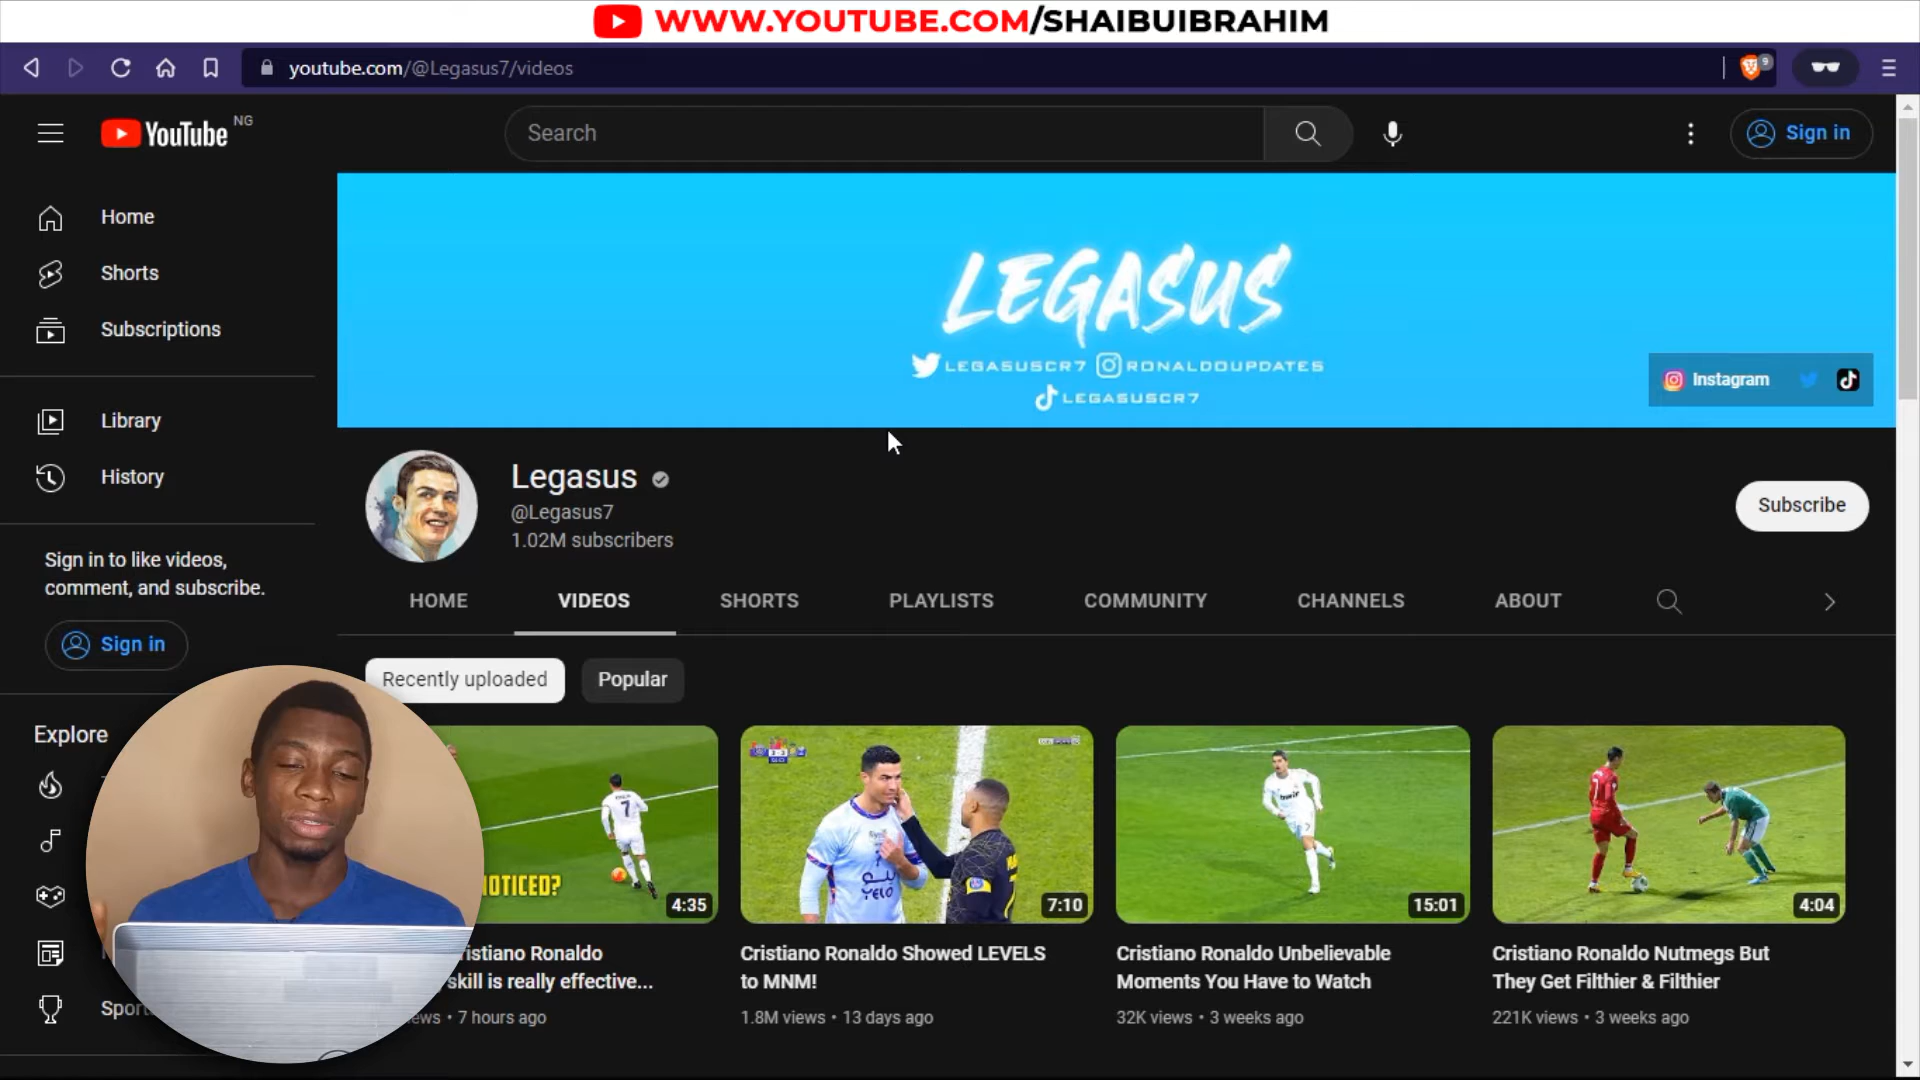 WWW.YOUTUBE.COM/SHAIBUIBRAHIM
youtube.com/@Legasus7/videos
9
YouTube NG
Search
Sign in
Home
Shorts
Subscriptions
Library
History
Sign in to like videos,
comment, and subscribe.
Sign in
Explore
LEGASUS
LEGASUSCR7 RONALDOUPDATES
LEGASUSCR7
Instagram
Legasus
@Legasus7
1.02M subscribers
Subscribe
HOME
VIDEOS
SHORTS
PLAYLISTS
COMMUNITY
CHANNELS
ABOUT
Recently uploaded
Popular
7
4:35
7:10
15:01
4:04
Ronaldo
skill is really effective...
7 hours ago
Cristiano Ronaldo Showed LEVELS
to MNM!
1.8M views • 13 days ago
Cristiano Ronaldo Unbelievable
Moments You Have to Watch
32K views • 3 weeks ago
Cristiano Ronaldo Nutmegs But
They Get Filthier & Filthier
221K views • 3 weeks ago